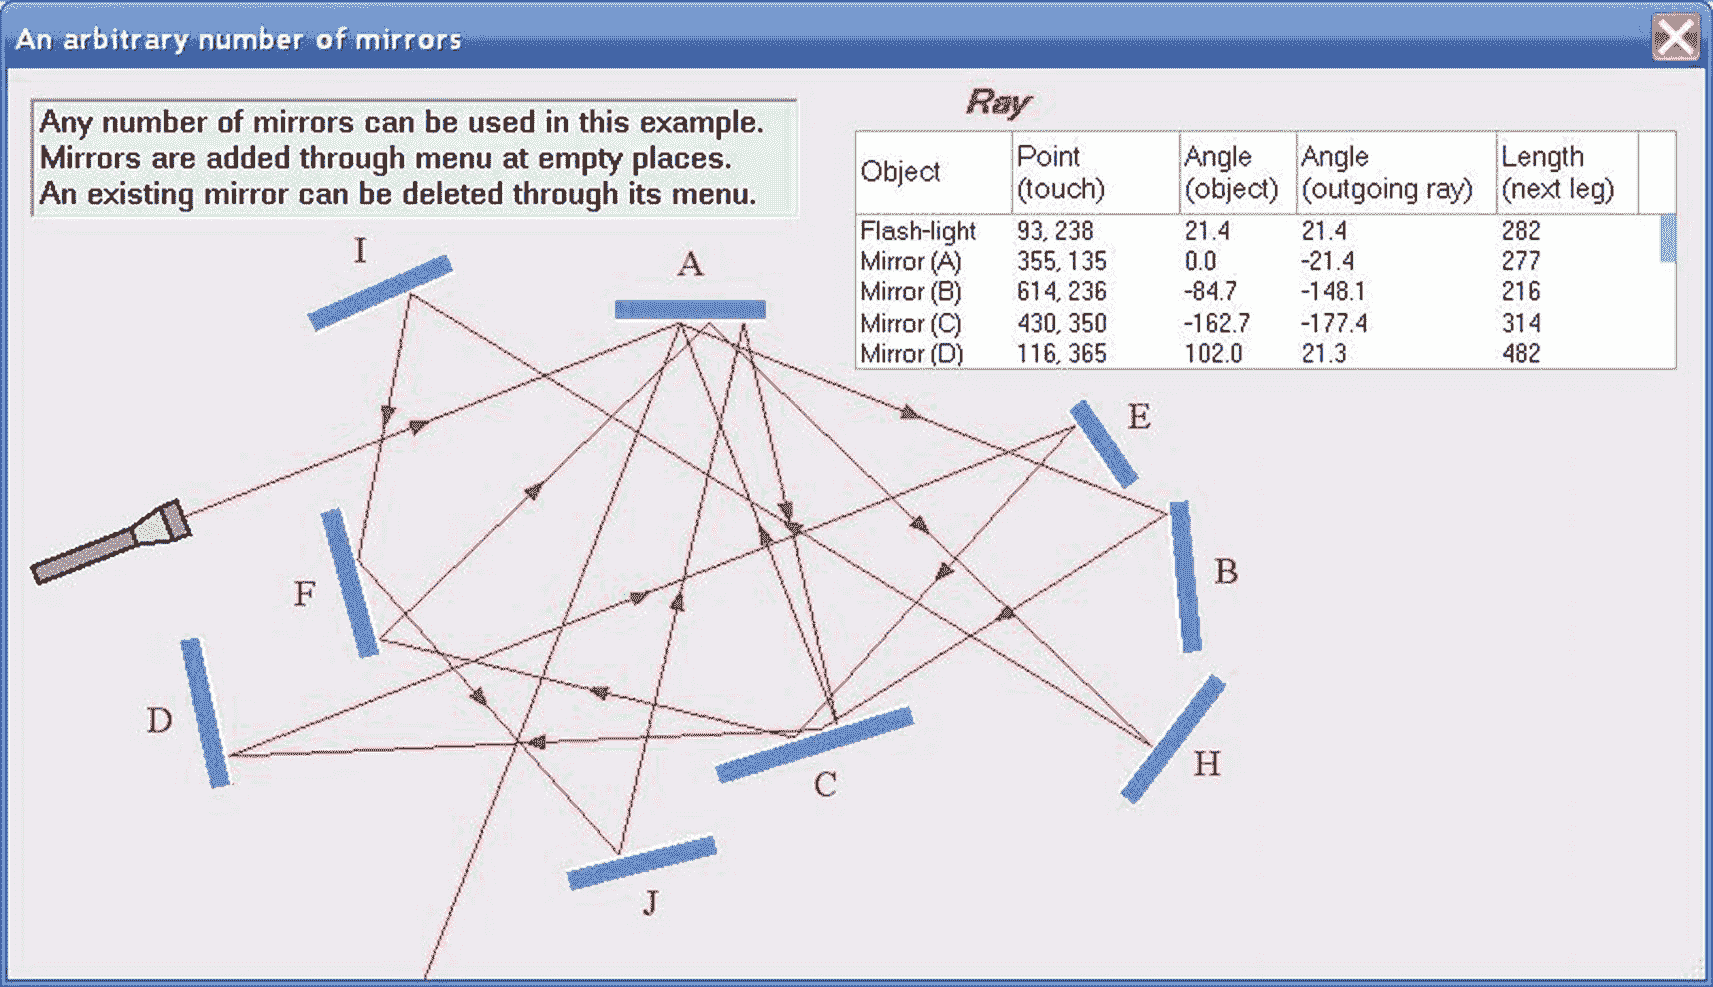 An arbitrary number of mirrors
Any number of mirrors can be used in this example.
Mirrors are added through menu at empty places.
An existing mirror can be deleted through its menu.
Ray
Object Point (touch) Angle (object) Angle (outgoing ray) Length (next leg)
Flash-light 93, 238 21.4 21.4 282
Mirror (A) 355, 135 0.0 -21.4 277
Mirror (B) 614, 236 -84.7 -148.1 216
Mirror (C) 430, 350 -162.7 -177.4 314
Mirror (D) 116, 365 102.0 21.3 482
I
A
E
B
F
D
H
C
J